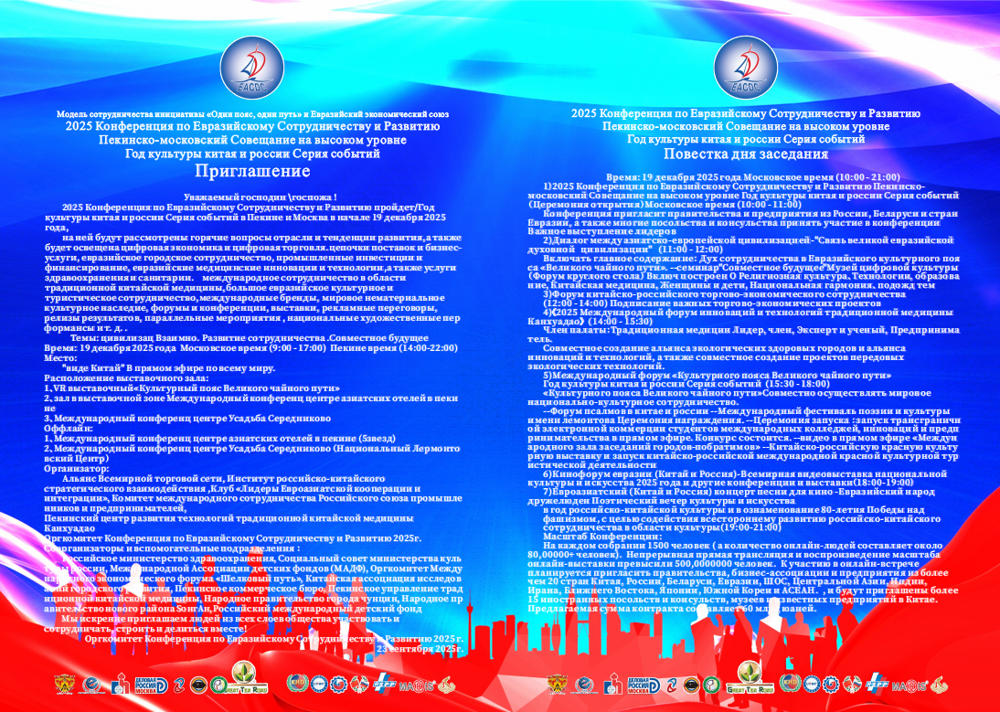 EACDC
Модель сотрудничества инициативы «Один пояс, один путь» и Евразийский экономический союз
2025 Конференция по Евразийскому Сотрудничеству и Развитию
Пекинско-московский Совещание на высоком уровне
Год культуры китая и россии Серия событий
Приглашение
Уважаемый господин \госпожа !
2025 Конференция по Евразийскому Сотрудничеству и Развитию пройдет/Год
культуры китая и россии Серия событий в Пекине и Москва в начале 19 декабря 2025
года,
на ней будут рассмотрены горячие вопросы отрасли и тенденции развития,а также
будет освещена цифровая экономика и цифровая торговля.цепочки поставок и бизнес-
услуги, евразийское городское сотрудничество, промышленные инвестиции и
финансирование, евразийские медицинские инновации и технологии,а также услуги
здравоохранения и санитарии. международное сотрудничество в области
традиционной китайской медицины,большое евразийское культурное и
туристическое сотрудничество,международные бренды, мировое нематериальное
культурное наследие, форумы и конференции, выставки, рекламные переговоры,
релизы результатов, параллельные мероприятия , национальные художественные пер
формансы и т. д. .
Темы: цивилизац Взаимно. Развитие сотрудничества .Совместное будущее
Время: 19 декабря 2025 года Московское время (9:00 - 17:00) Пекине время (14:00-22:00)
Место:
"виде Китай" В прямом эфире по всему миру.
Расположение выставочного зала:
1, VR выставочный«Культурный пояс Великого чайного пути»
2, зал в выставочной зоне Международный конференц центре азиатских отелей в пеки
не
3, Международный конференц центре Усадьба Середниково
Оффлайн:
1, Международный конференц центре азиатских отелей в пекине (5звезд)
2, Международный конференц центре Усадьба Середниково (Национальный Лермонто
вский Центр)
Организатор:
Альянс Всемирной торговой сети, Институт российско-китайского
стратегического взаимодействия ,Клуб «Лидеры Евроазиатской кооперации и
интеграции», Комитет международного сотрудничества Российского союза промышле
нников и предпринимателей,
Пекинский центр развития технологий традиционной китайской медицины
Канхуадао
Оргкомитет Конференция по Евразийскому Сотрудничеству и Развитию 2025г.
Соорганизаторы и вспомогательные подразделения :
Российское министерство здравоохранения, Социальный совет министерства куль
туры россии, Международной Ассоциации детских фондов (МАДФ), Оргкомитет Между
народного экономического форума «Шелковый путь», Китайская ассоциация исследов
аний городского развития, Пекинское коммерческое бюро, Пекинское управление трад
иционной китайской медицины, Народное правительство города чунцин, Народное пр
авительство нового района SongАн,Российский международный детский фонд
Мы искренне приглашаем людей из всех слоев общества участвовать и
сотрудничать, строить и делиться вместе!
Оргкомитет Конференция по Евразийскому Сотрудничеству и Развитию 2025 г.
23 сентября 2025г.
ДЕЛОВАЯ
РОССИЯ
МОСКВА
GREAT TEA ROAD
EACDC
2025 Конференция по Евразийскому Сотрудничеству и Развитию
Пекинско-московский Совещание на высоком уровне
Год культуры китая и россии Серия событий
Повестка дня заседания
Время: 19 декабря 2025 года Московское время (10:00 - 21:00)
1)2025 Конференция по Евразийскому Сотрудничеству и Развитию Пекинско-
московский Совещание на высоком уровне Год культуры китая и россии Серия событий
(Церемония открытия) Московское время (10:00 - 11:00)
Конференция пригласит правительства и предприятия из России, Беларуси и стран
Евразии, а также многие посольства и консульства принять участие в конференции
Важное выступление лидеров
2)Диалог между азиатско-европейской цивилизацией-"Связь великой евразийской
духовной цивилизации" (11:00 - 12:00)
Включать главное содержание: Дух сотрудничества в Евразийского культурного поя
са «Великого чайного пути». --семинар"Совместное будущее"Музей цифровой культуры
(Форум круглого стола) Включ построен О Религиозная культура, Технологии, образова
ние, Китайская медицина, Женщины и дети, Национальная гармония. подожд тем
3)Форум китайско-российского торгово-экономического сотрудничества
(12:00 - 14:00) Подписание важных торгово-экономических проектов
4)《2025 Международный форум инноваций и технологий традиционной медицины
Канхуадао》(14:00 - 15:30)
Член палаты:Традиционная медицин Лидер, член, Эксперт и ученый, Предпринима
тель.
Совместное создание альянса экологических здоровых городов и альянса
инноваций и технологий, а также совместное создание проектов передовых
экологических технологий.
5)Международный форум «Культурного пояса Великого чайного пути»
Год культуры китая и россии Серия событий (15:30 - 18:00)
«Культурного пояса Великого чайного пути»Совместно осуществлять мировое
национально-культурное сотрудничество.
--Форум псалмов в китае и россии --Международный фестиваль поэзии и культуры
имени лемонтова Церемония награждения. --Церемония запуска :запуск трансграничн
ой электронной коммерции студентов международных колледжей, инноваций и предп
ринимательства в прямом эфире. Конкурс состоится. --видео в прямом эфире «Междун
ародного зала заседаний городов-побратимов» --Китайско-российскую красную культу
рную выставку и запуск китайско-российской международной красной культурной тур
истической деятельности
6)Кинофорум евразии (Китай и Россия)-Всемирная видеовыставка национальной
культуры и искусства 2025 года и другие конференции и выставки(18:00-19:00)
7)Евроазиатский (Китай и Россия) концерт песни для кино -Евразийский народ
дружелюден Поэтический вечер культуры и искусства
в год российско-китайской культуры и в ознаменование 80-летия Победы над
фашизмом, с целью содействия всестороннему развитию российско-китайского
сотрудничества в области культуры(19:00-21:00)
Масштаб Конференции:
На каждом собрании 1500 человек ( а количество онлайн-людей составляет около
80,00000+ человек). Непрерывная прямая трансляция и воспроизведение масштаба
онлайн-выставки превысили 500,0000000 человек. К участию в онлайн-встрече
планируется пригласить правительства, бизнес-ассоциации и предприятия из более
чем 20 стран Китая, России, Беларуси, Евразии, ШОС, Центральной Азии, Индии,
Ирана, Ближнего Востока, Японии, Южной Кореи и АСЕАН. , и будут приглашены более
15 иностранных посольств и консульств, музеев известных предприятий в Китае.
Предлагаемая сумма контракта составляет 60 млрд юаней.
ДЕЛОВАЯ
РОССИЯ
МОСКВА
GREAT TEA ROAD